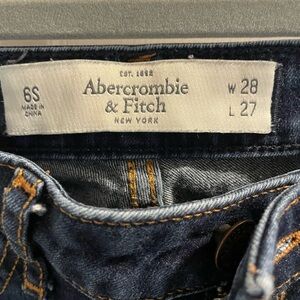 EST. 1892
6S
MADE IN
CHINA
Abercrombie
& Fitch
NEW YORK
W 28
L 27